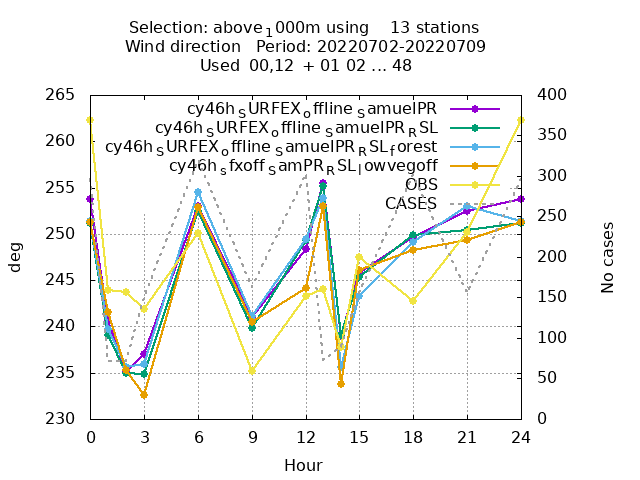 Selection: above₁000m using    13 stations
Wind direction   Period: 20220702-20220709
Used  00,12  + 01 02 ... 48
265 400
cy46h_SURFEX_offline_SamuelPR
cy46h_SURFEX_offline_SamuelPR_RSL
260 350
cy46h_SURFEX_offline_SamuelPR_RSL_forest
cy46h_sfxoff_SamPR_RSL_lowvegoff
255 300
OBS
CASES
250 250
245 200
240 150
235 100
50
230 0
0 3 6 9 12 15 18 21 24
deg
No cases
Hour